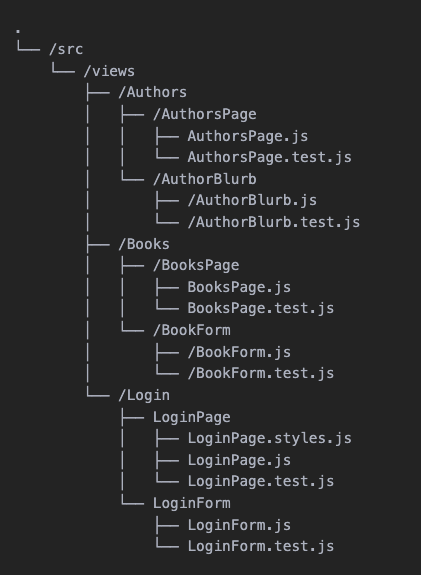 .
└── /src
    └── /views
        ├── /Authors
        │   ├── /AuthorsPage
        │   │   ├── AuthorsPage.js
        │   │   └── AuthorsPage.test.js
        │   └── /AuthorBlurb
        │       ├── /AuthorBlurb.js
        │       └── /AuthorBlurb.test.js
        ├── /Books
        │   ├── /BooksPage
        │   │   ├── BooksPage.js
        │   │   └── BooksPage.test.js
        │   └── /BookForm
        │       ├── /BookForm.js
        │       └── /BookForm.test.js
        └── /Login
            ├── LoginPage
            │   ├── LoginPage.styles.js
            │   ├── LoginPage.js
            │   └── LoginPage.test.js
            └── LoginForm
                ├── LoginForm.js
                └── LoginForm.test.js